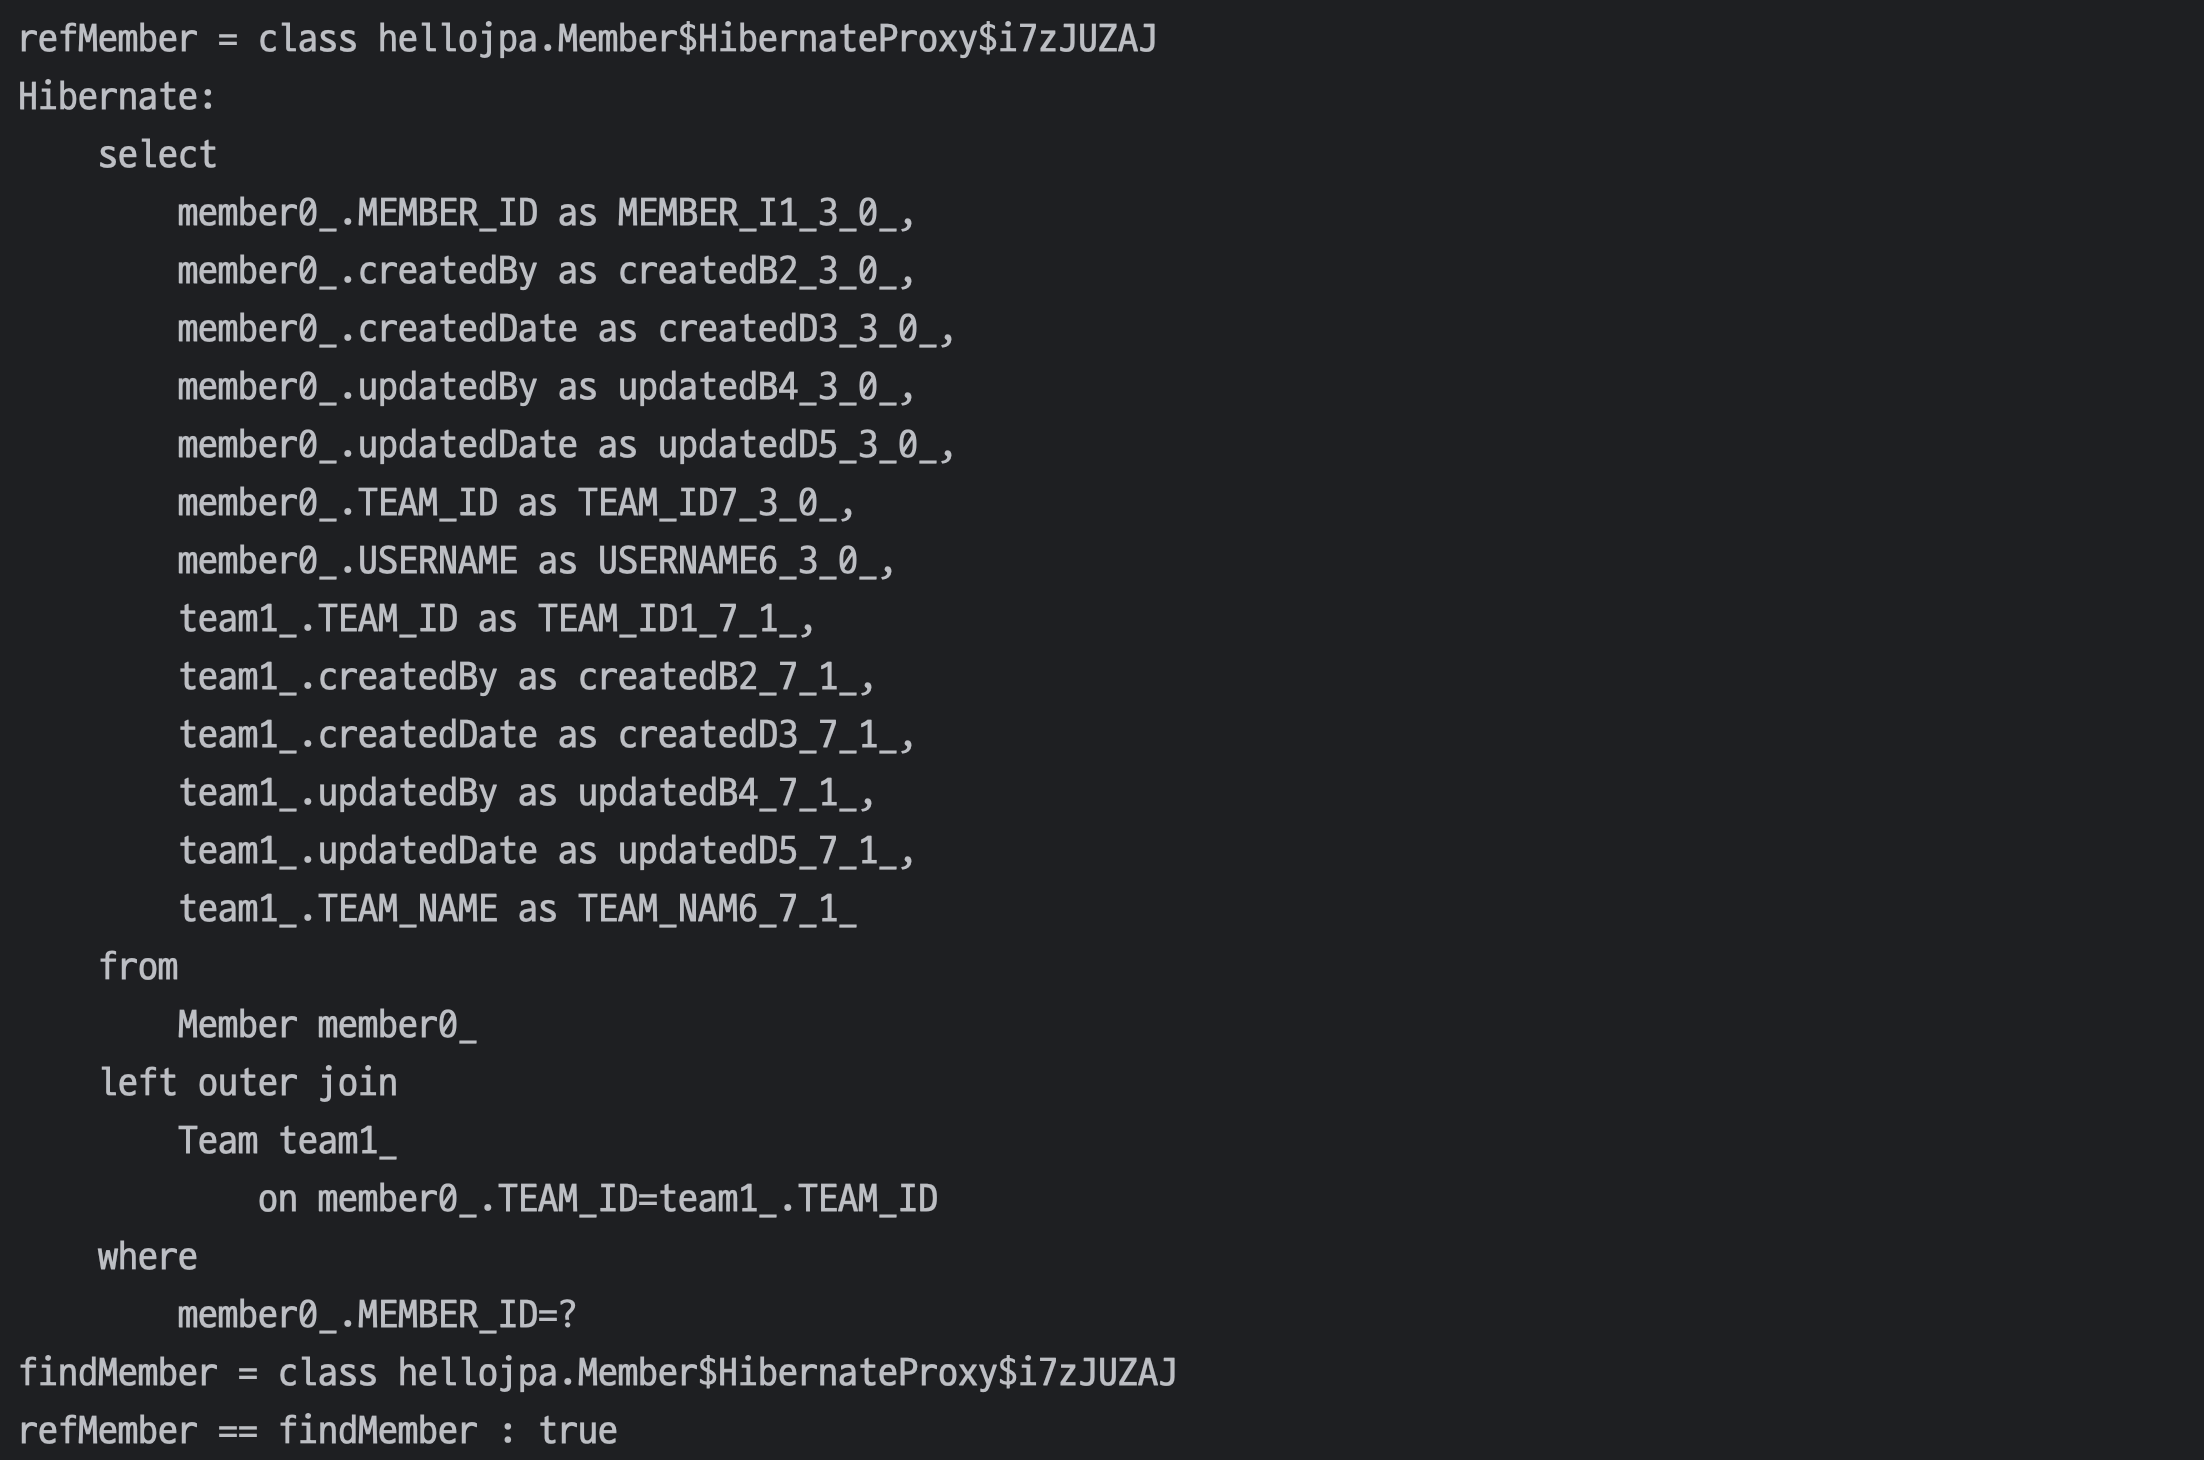 refMember = class hellojpa.Member$HibernateProxy$i7zJUZAJ
Hibernate:
    select
        member0_.MEMBER_ID as MEMBER_I1_3_0_,
        member0_.createdBy as createdB2_3_0_,
        member0_.createdDate as createdD3_3_0_,
        member0_.updatedBy as updatedB4_3_0_,
        member0_.updatedDate as updatedD5_3_0_,
        member0_.TEAM_ID as TEAM_ID7_3_0_,
        member0_.USERNAME as USERNAME6_3_0_,
        team1_.TEAM_ID as TEAM_ID1_7_1_,
        team1_.createdBy as createdB2_7_1_,
        team1_.createdDate as createdD3_7_1_,
        team1_.updatedBy as updatedB4_7_1_,
        team1_.updatedDate as updatedD5_7_1_,
        team1_.TEAM_NAME as TEAM_NAM6_7_1_
    from
        Member member0_
    left outer join
        Team team1_
            on member0_.TEAM_ID=team1_.TEAM_ID
    where
        member0_.MEMBER_ID=?
findMember = class hellojpa.Member$HibernateProxy$i7zJUZAJ
refMember == findMember : true